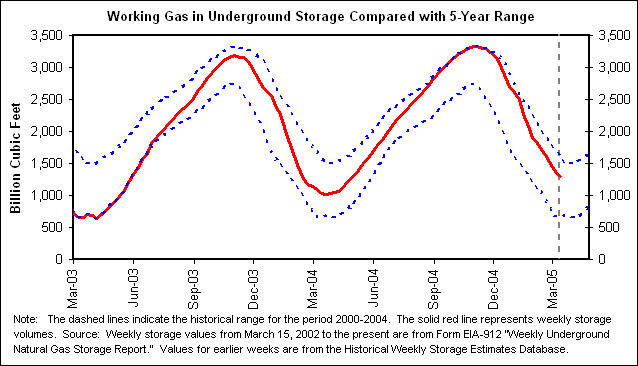 Working Gas in Underground Storage Compared with 5-Year Range
Billion Cubic Feet
3,500
3,000
2,500
2,000
1,500
1,000
500
0
3,500
3,000
2,500
2,000
1,500
1,000
500
0
Mar-03
Jun-03
Sep-03
Dec-03
Mar-04
Jun-04
Sep-04
Dec-04
Mar-05
Note: The dashed lines indicate the historical range for the period 2000-2004. The solid red line represents weekly storage
volumes. Source: Weekly storage values from March 15, 2002 to the present are from Form EIA-912 "Weekly Underground
Natural Gas Storage Report." Values for earlier weeks are from the Historical Weekly Storage Estimates Database.